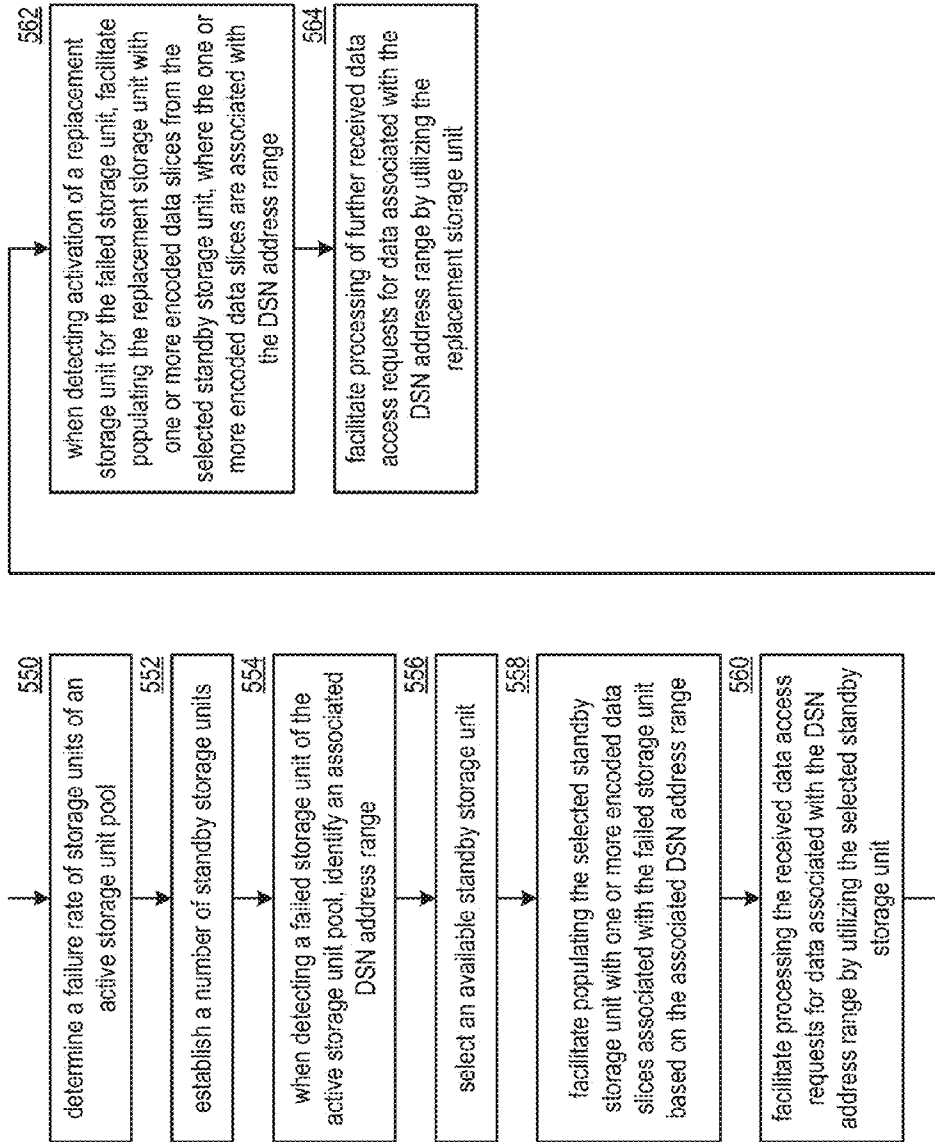 550
determine a failure rate of storage units of an
active storage unit pool
552
establish a number of standby storage units
554
when detecting a failed storage unit of the
active storage unit pool, identify an associated
DSN address range
556
select an available standby storage unit
558
facilitate populating the selected standby
storage unit with one or more encoded data
slices associated with the failed storage unit
based on the associated DSN address range
560
facilitate processing the received data access
requests for data associated with the DSN
address range by utilizing the selected standby
storage unit
562
when detecting activation of a replacement
storage unit for the failed storage unit, facilitate
populating the replacement storage unit with
one or more encoded data slices from the
selected standby storage unit, where the one or
more encoded data slices are associated with
the DSN address range
564
facilitate processing of further received data
access requests for data associated with the
DSN address range by utilizing the
replacement storage unit